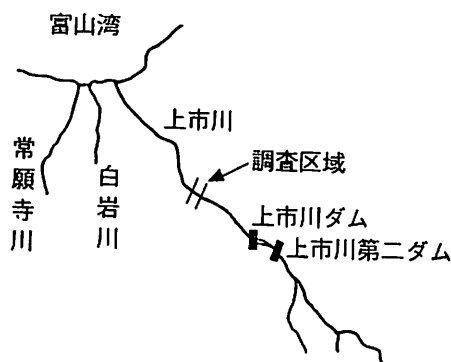 富山湾
上市川
調査区域
常願寺川
白岩川
上市川ダム
上市川第二ダム